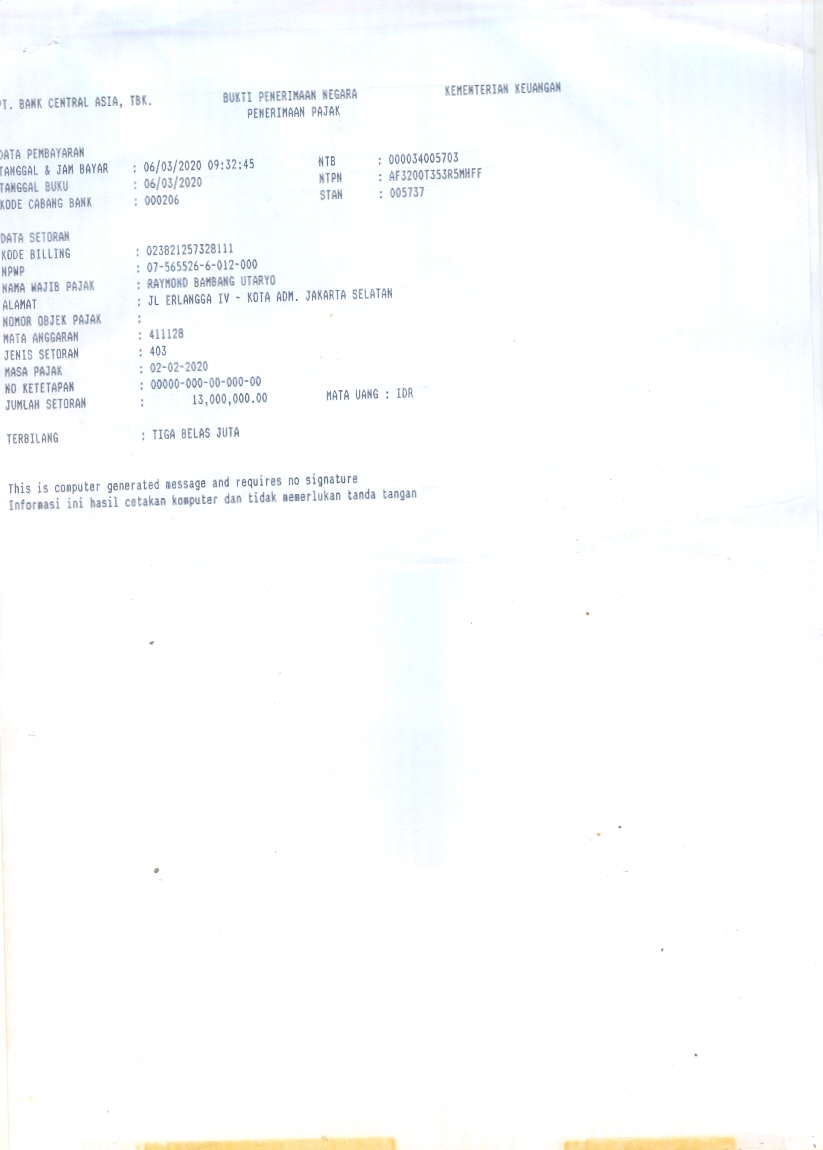 PT. BANK CENTRAL ASIA, TBK. BUKTI PENERIMAAN NEGARA KEMENTERIAN KEUANGAN
PENERIMAAN PAJAK
DATA PEMBAYARAN
TANGGAL & JAM BAYAR : 06/03/2020 09:32:45 NTB : 000034005703
TANGGAL BUKU : 06/03/2020 NTPN : AF3200T353R5MHFF
KODE CABANG BANK : 000206 STAN : 005737
DATA SETORAN
KODE BILLING : 023821257328111
NPWP : 07-565526-6-012-000
NAMA WAJIB PAJAK : RAYMOND BAMBANG UTARYO
ALAMAT : JL ERLANGGA IV - KOTA ADM. JAKARTA SELATAN
NOMOR OBJEK PAJAK :
MATA ANGGARAN : 411128
JENIS SETORAN : 403
MASA PAJAK : 02-02-2020
NO KETETAPAN : 00000-000-00-000-00
JUMLAH SETORAN : 13,000,000.00 MATA UANG : IDR
TERBILANG : TIGA BELAS JUTA
This is computer generated message and requires no signature
Informasi ini hasil cetakan komputer dan tidak memerlukan tanda tangan